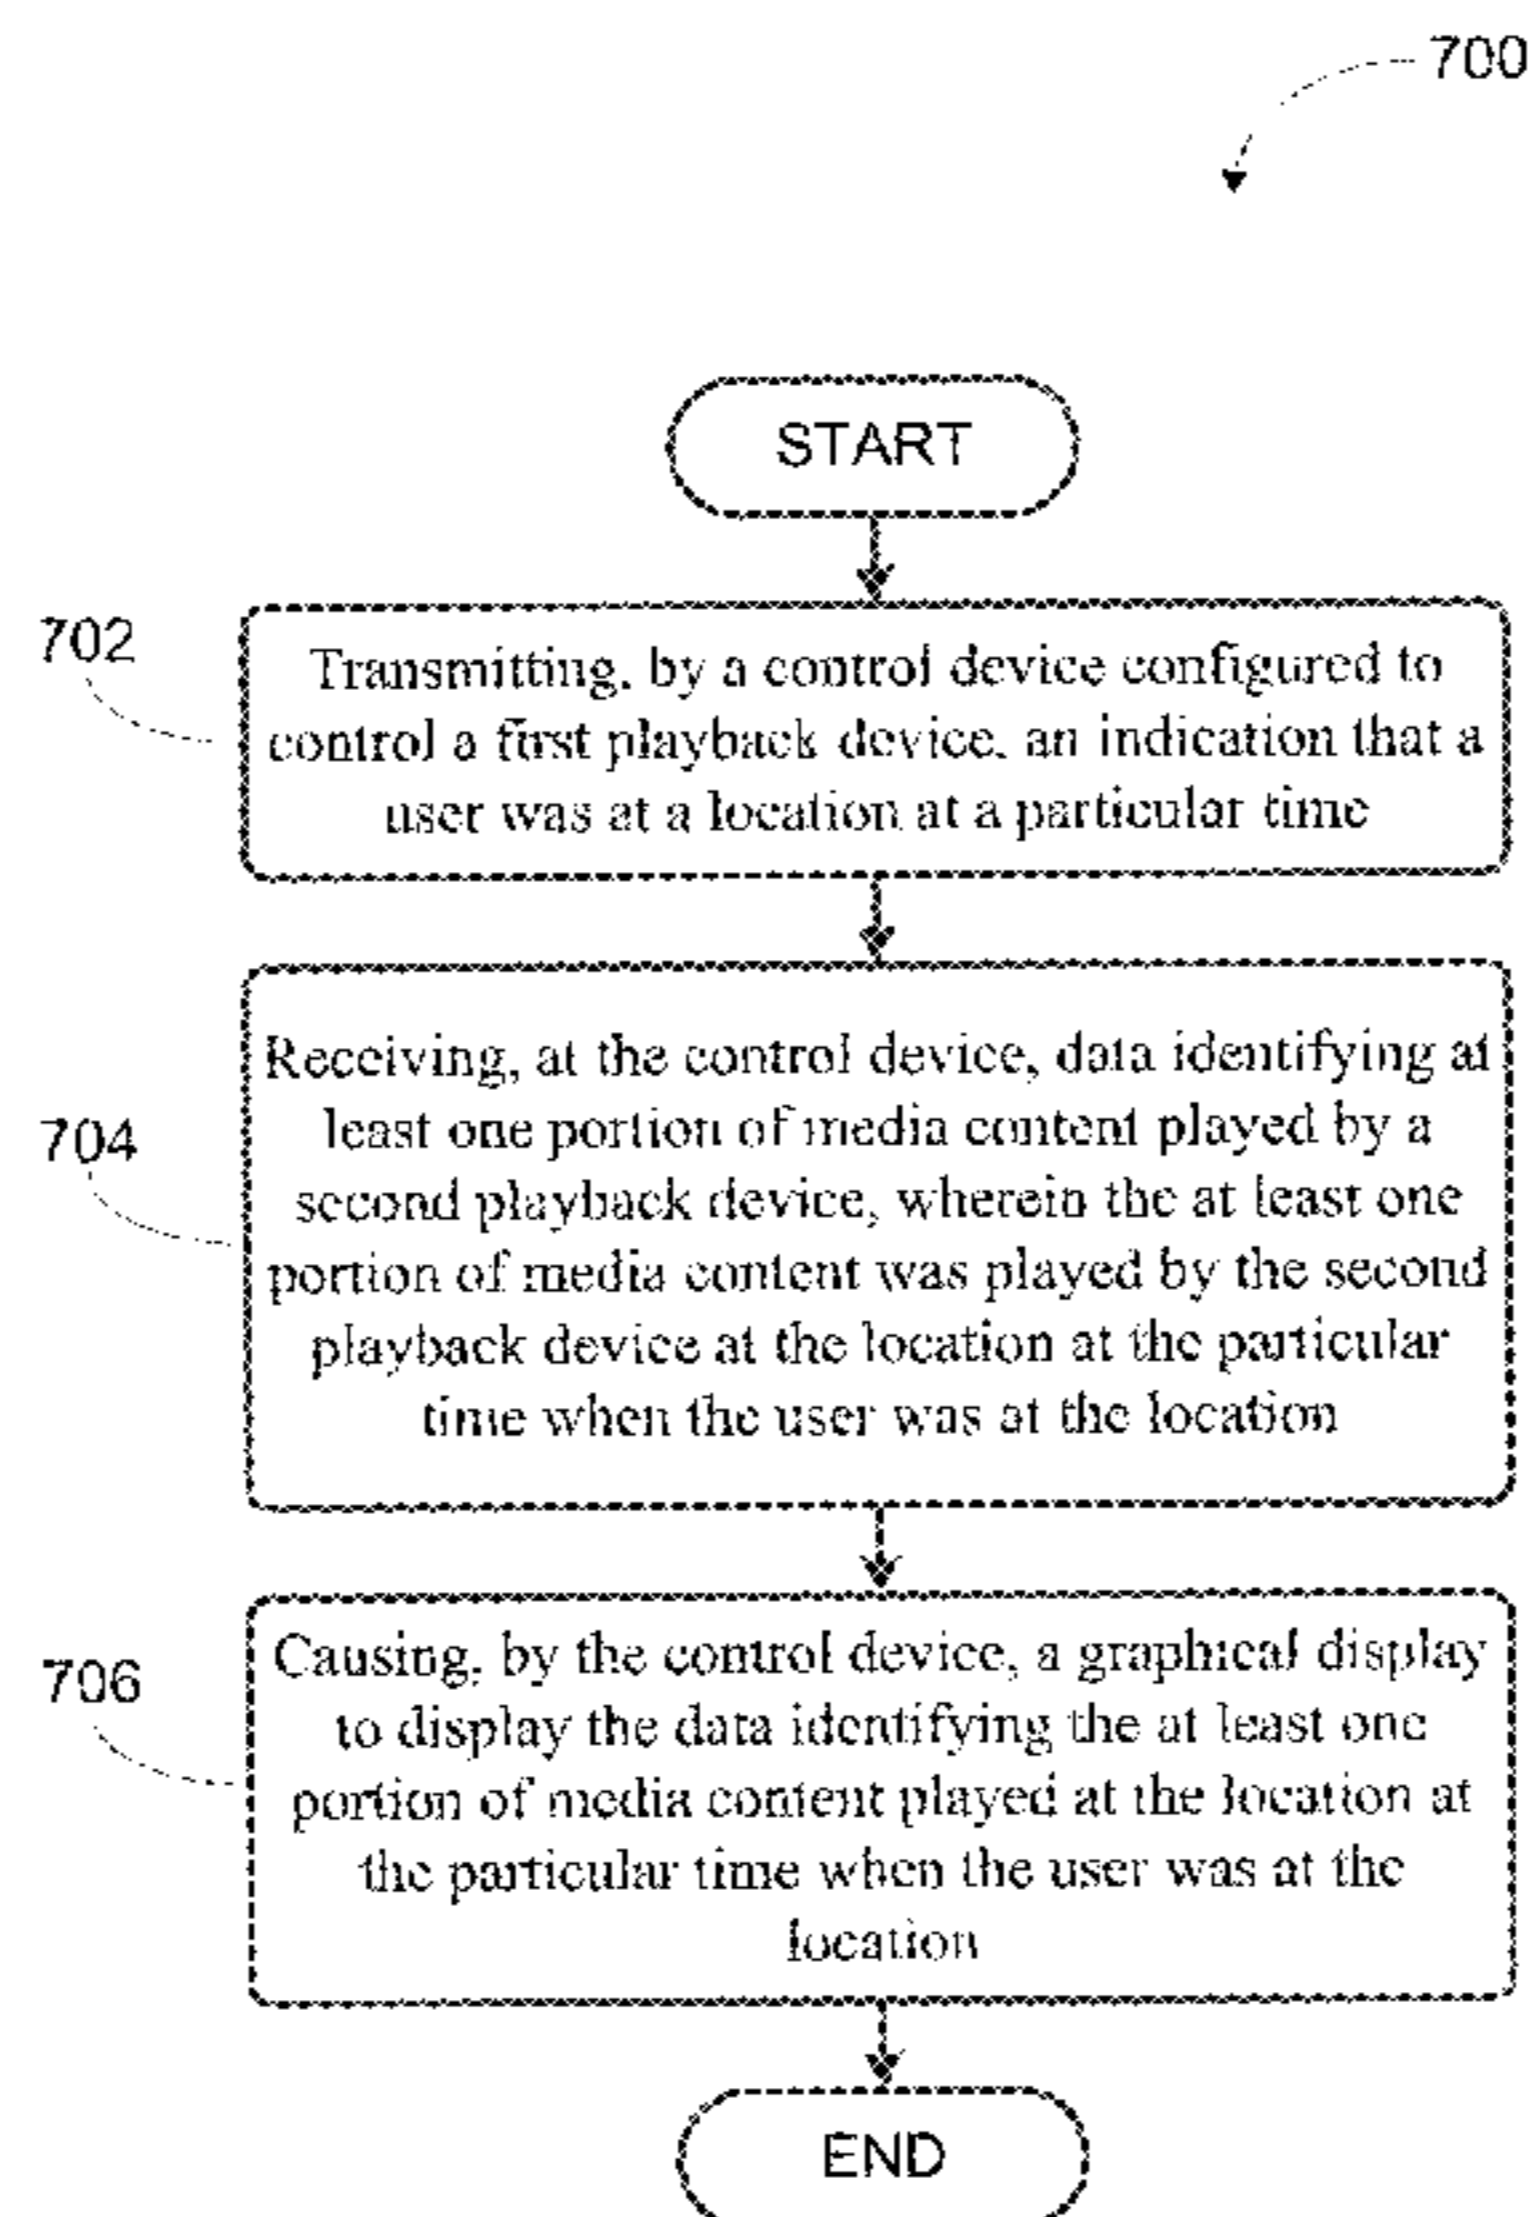 700
START
702
Transmitting, by a control device configured to
control a first playback device, an indication that a
user was at a location at a particular time
704
Receiving, at the control device, data identifying at
least one portion of media content played by a
second playback device, wherein the at least one
portion of media content was played by the second
playback device at the location at the particular
time when the user was at the location
706
Causing, by the control device, a graphical display
to display the data identifying the at least one
portion of media content played at the location at
the particular time when the user was at the
location
END